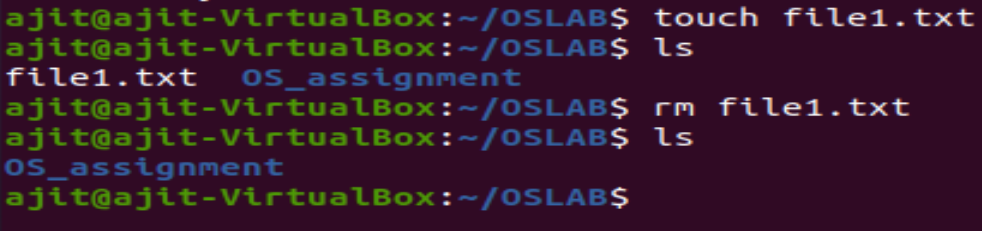 ajit@ajit-VirtualBox:~/OSLAB$ touch file1.txt
ajit@ajit-VirtualBox:~/OSLAB$ ls
file1.txt  OS_assignment
ajit@ajit-VirtualBox:~/OSLAB$ rm file1.txt
ajit@ajit-VirtualBox:~/OSLAB$ ls
OS_assignment
ajit@ajit-VirtualBox:~/OSLAB$